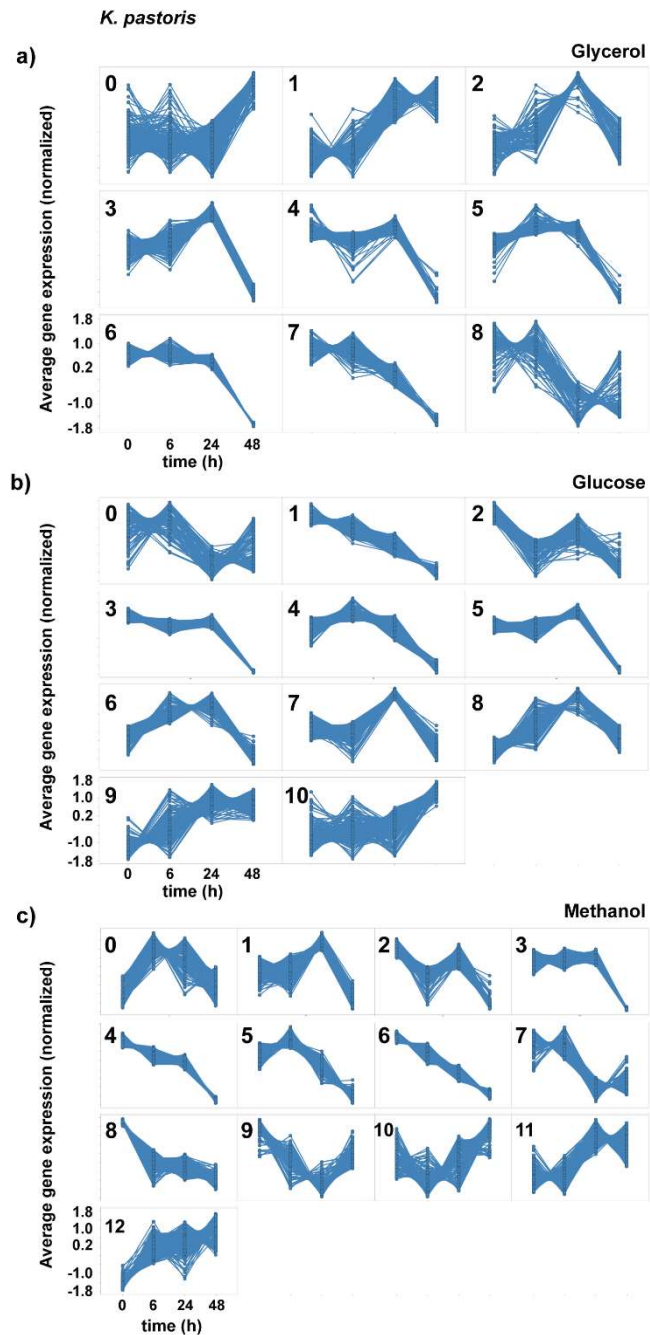 K. pastoris
a)
Glycerol
0 1 2
3 4 5
6 7 8
Average gene expression (normalized)
1.8
1.0
0.2
-1.0
-1.8
0 6 24 48
time (h)
b)
Glucose
0 1 2
3 4 5
6 7 8
9 10
Average gene expression (normalized)
1.8
1.0
0.2
-1.0
-1.8
0 6 24 48
time (h)
c)
Methanol
0 1 2 3
4 5 6 7
8 9 10 11
12
Average gene expression (normalized)
1.8
1.0
0.2
-1.0
-1.8
0 6 24 48
time (h)